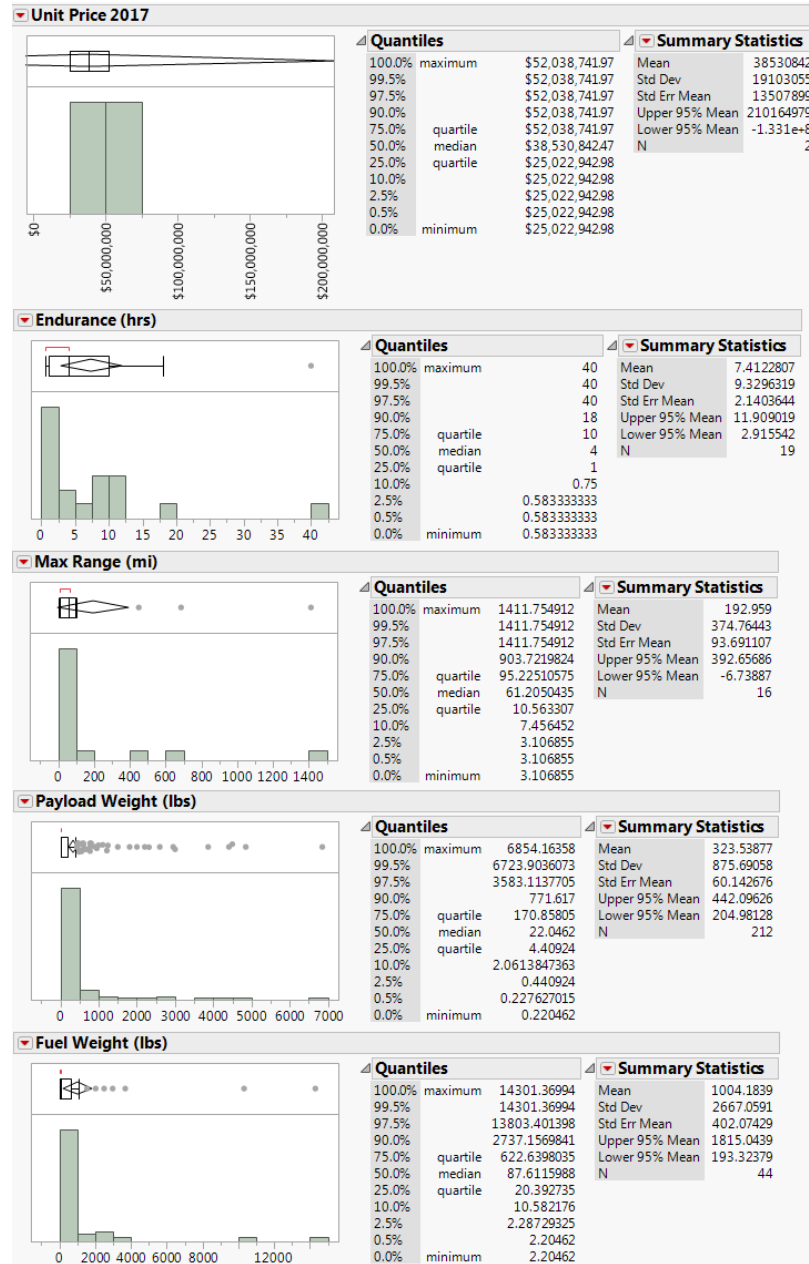 Unit Price 2017
Quantiles
100.0% maximum $52,038,741.97
99.5% $52,038,741.97
97.5% $52,038,741.97
90.0% $52,038,741.97
75.0% quartile $52,038,741.97
50.0% median $38,530,842.47
25.0% quartile $25,022,942.98
10.0% $25,022,942.98
2.5% $25,022,942.98
0.5% $25,022,942.98
0.0% minimum $25,022,942.98
Summary Statistics
Mean 38530842
Std Dev 19103055
Std Err Mean 13507899
Upper 95% Mean 210164979
Lower 95% Mean -1.331e+8
N 2
$0 $50,000,000 $100,000,000 $150,000,000 $200,000,000
Endurance (hrs)
Quantiles
100.0% maximum 40
99.5% 40
97.5% 40
90.0% 18
75.0% quartile 10
50.0% median 4
25.0% quartile 1
10.0% 0.75
2.5% 0.583333333
0.5% 0.583333333
0.0% minimum 0.583333333
Summary Statistics
Mean 7.4122807
Std Dev 9.3296319
Std Err Mean 2.1403644
Upper 95% Mean 11.909019
Lower 95% Mean 2.915542
N 19
0 5 10 15 20 25 30 35 40
Max Range (mi)
Quantiles
100.0% maximum 1411.754912
99.5% 1411.754912
97.5% 1411.754912
90.0% 903.7219824
75.0% quartile 95.22510575
50.0% median 61.2050435
25.0% quartile 10.563307
10.0% 7.456452
2.5% 3.106855
0.5% 3.106855
0.0% minimum 3.106855
Summary Statistics
Mean 192.959
Std Dev 374.76443
Std Err Mean 93.691107
Upper 95% Mean 392.65686
Lower 95% Mean -6.73887
N 16
0 200 400 600 800 1000 1200 1400
Payload Weight (lbs)
Quantiles
100.0% maximum 6854.16358
99.5% 6723.9036073
97.5% 3583.1137705
90.0% 771.617
75.0% quartile 170.85805
50.0% median 22.0462
25.0% quartile 4.40924
10.0% 2.0613847363
2.5% 0.440924
0.5% 0.227627015
0.0% minimum 0.220462
Summary Statistics
Mean 323.53877
Std Dev 875.69058
Std Err Mean 60.142676
Upper 95% Mean 442.09626
Lower 95% Mean 204.98128
N 212
0 1000 2000 3000 4000 5000 6000 7000
Fuel Weight (lbs)
Quantiles
100.0% maximum 14301.36994
99.5% 14301.36994
97.5% 13803.401398
90.0% 2737.1569841
75.0% quartile 622.6398035
50.0% median 87.6115988
25.0% quartile 20.392735
10.0% 10.582176
2.5% 2.28729325
0.5% 2.20462
0.0% minimum 2.20462
Summary Statistics
Mean 1004.1839
Std Dev 2667.0591
Std Err Mean 402.07429
Upper 95% Mean 1815.0439
Lower 95% Mean 193.32379
N 44
0 2000 4000 6000 8000 12000